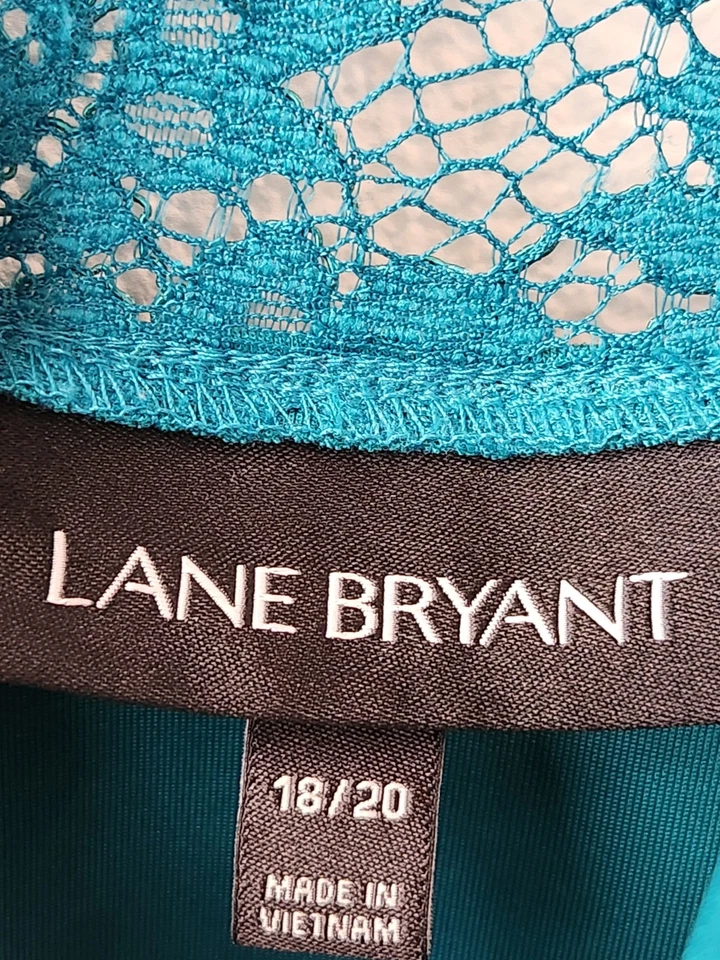 LANE BRYANT
18/20
MADE IN
VIETNAM